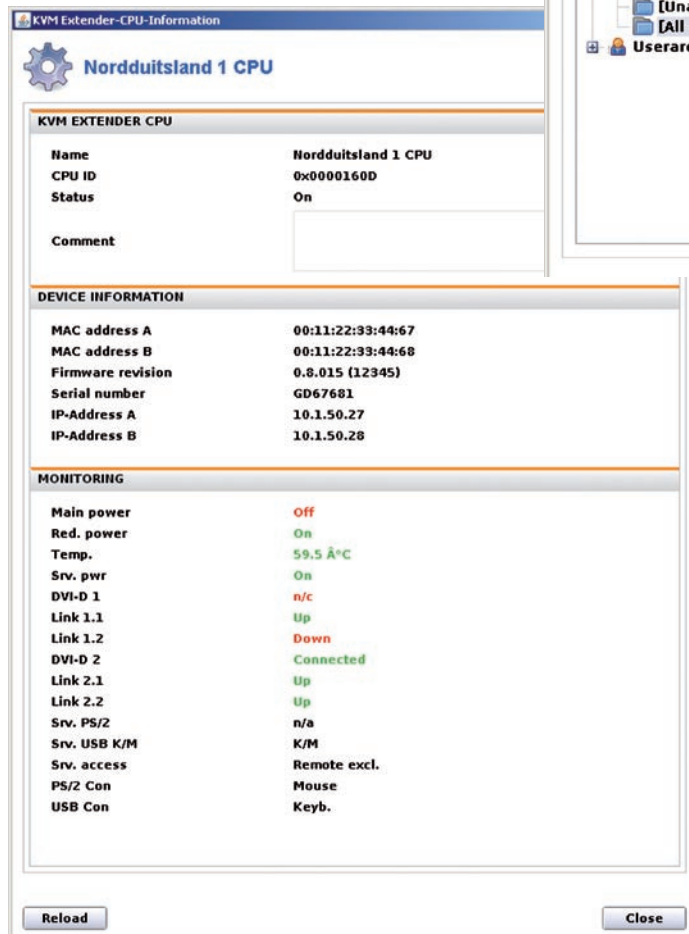 KVM Extender-CPU-Information
Nordduitsland 1 CPU
KVM EXTENDER CPU
Name Nordduitsland 1 CPU
CPU ID 0x0000160D
Status On
Comment
DEVICE INFORMATION
MAC address A 00:11:22:33:44:67
MAC address B 00:11:22:33:44:68
Firmware revision 0.8.015 (12345)
Serial number GD67681
IP-Address A 10.1.50.27
IP-Address B 10.1.50.28
MONITORING
Main power Off
Red. power On
Temp. 59.5 Â°C
Srv. pwr On
DVI-D 1 n/c
Link 1.1 Up
Link 1.2 Down
DVI-D 2 Connected
Link 2.1 Up
Link 2.2 Up
Srv. PS/2 n/a
Srv. USB K/M K/M
Srv. access Remote excl.
PS/2 Con Mouse
USB Con Keyb.
Reload Close
[All